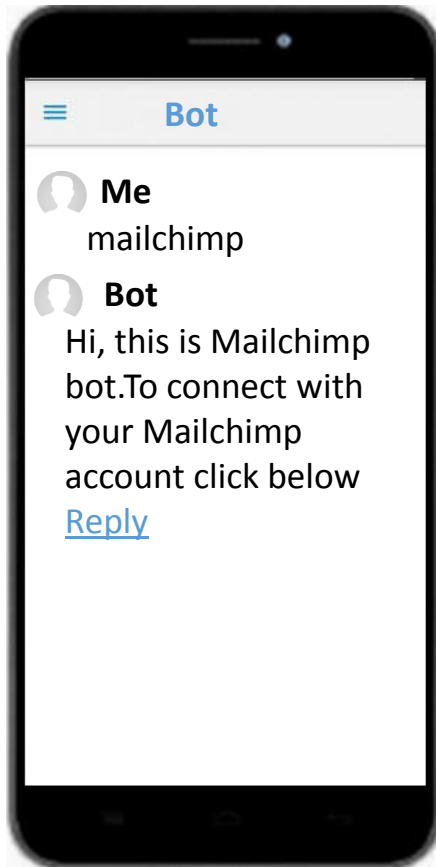 Bot
Me
mailchimp
Bot
Hi, this is Mailchimp
bot.To connect with
your Mailchimp
account click below
Reply